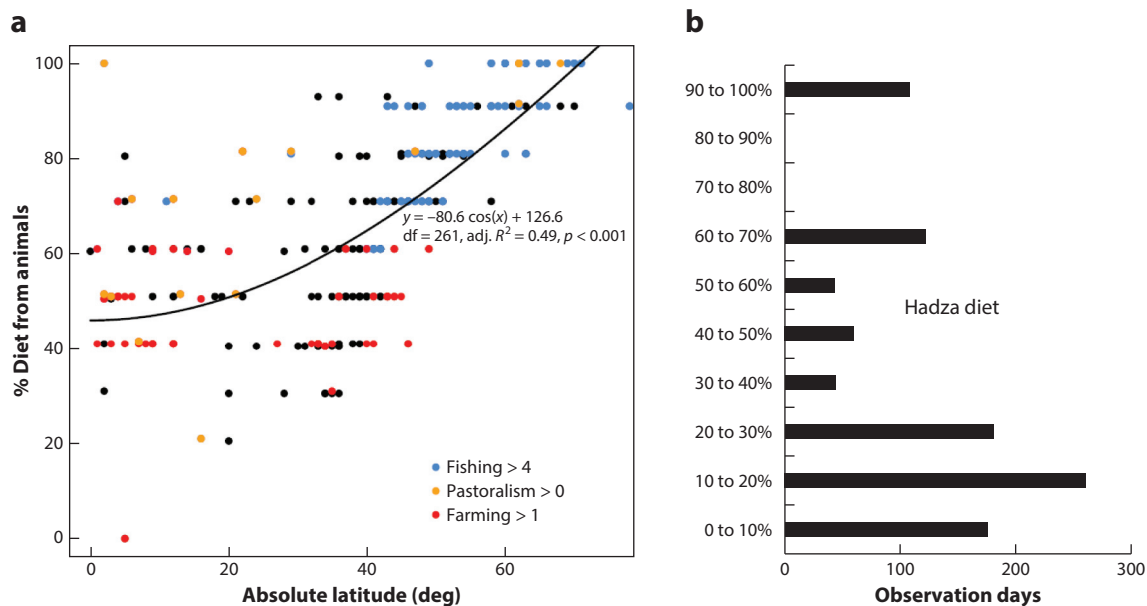 a
% Diet from animals
100
80
60
40
20
0
0
20
40
60
Absolute latitude (deg)
y = –80.6 cos(x) + 126.6
df = 261, adj. R² = 0.49, p < 0.001
Fishing > 4
Pastoralism > 0
Farming > 1
b
90 to 100%
80 to 90%
70 to 80%
60 to 70%
50 to 60%
40 to 50%
30 to 40%
20 to 30%
10 to 20%
0 to 10%
Hadza diet
0
100
200
300
Observation days